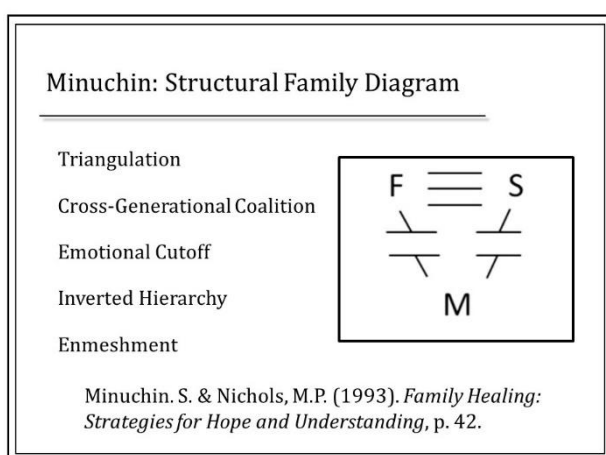 Minuchin: Structural Family Diagram
Triangulation
Cross-Generational Coalition
Emotional Cutoff
Inverted Hierarchy
Enmeshment
F S
M
Minuchin. S. & Nichols, M.P. (1993). Family Healing:
Strategies for Hope and Understanding, p. 42.